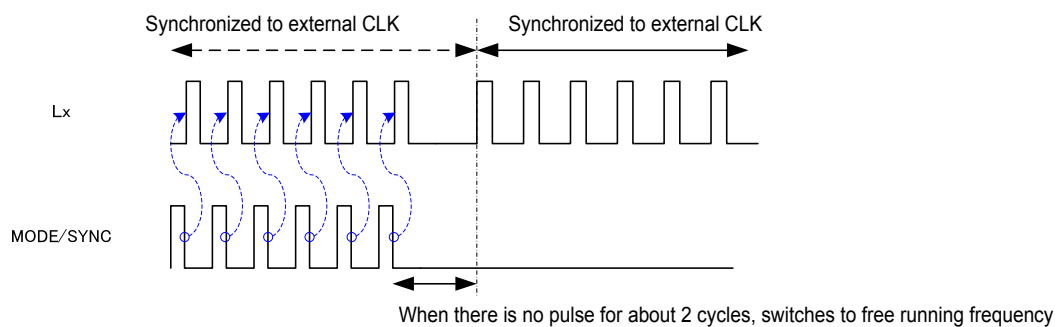 Synchronized to external CLK
Synchronized to external CLK
Lx
MODE/SYNC
When there is no pulse for about 2 cycles, switches to free running frequency